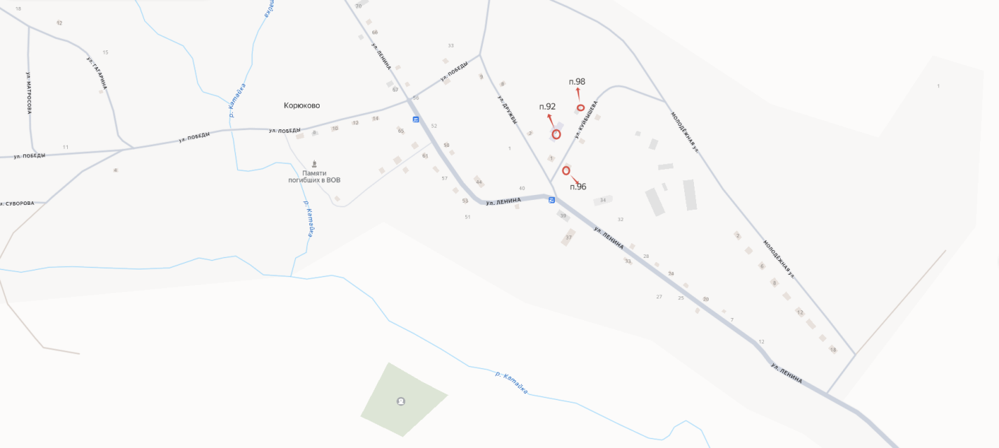 18
12
70
15
66
33
ул. ЛЕНИНА
ул. ГАГАРИНА
ул. МАТРОСОВА
р. Катайка
ул. ПОБЕДЫ
9
8
п.98
1
57
56
Корюково
п.92
ул. ДРУЖБЫ
ул. КУЙБЫШЕВА
МОЛОДЁЖНАЯ ул.
14
12
10
8
65
52
ул. ПОБЕДЫ
ул. ПОБЕДЫ
2
11
50
1
ул. ПОБЕДЫ
61
1
4
Памяти
погибших в ВОВ
57
44
40
п.96
ул. СУВОРОВА
53
ул. ЛЕНИНА
34
р. Катайка
51
39
32
37
ул. ЛЕНИНА
5
МОЛОДЁЖНАЯ ул.
28
33
6
24
8
27
25
20
12
7
12
18
ул. ЛЕНИНА
р. Катайка